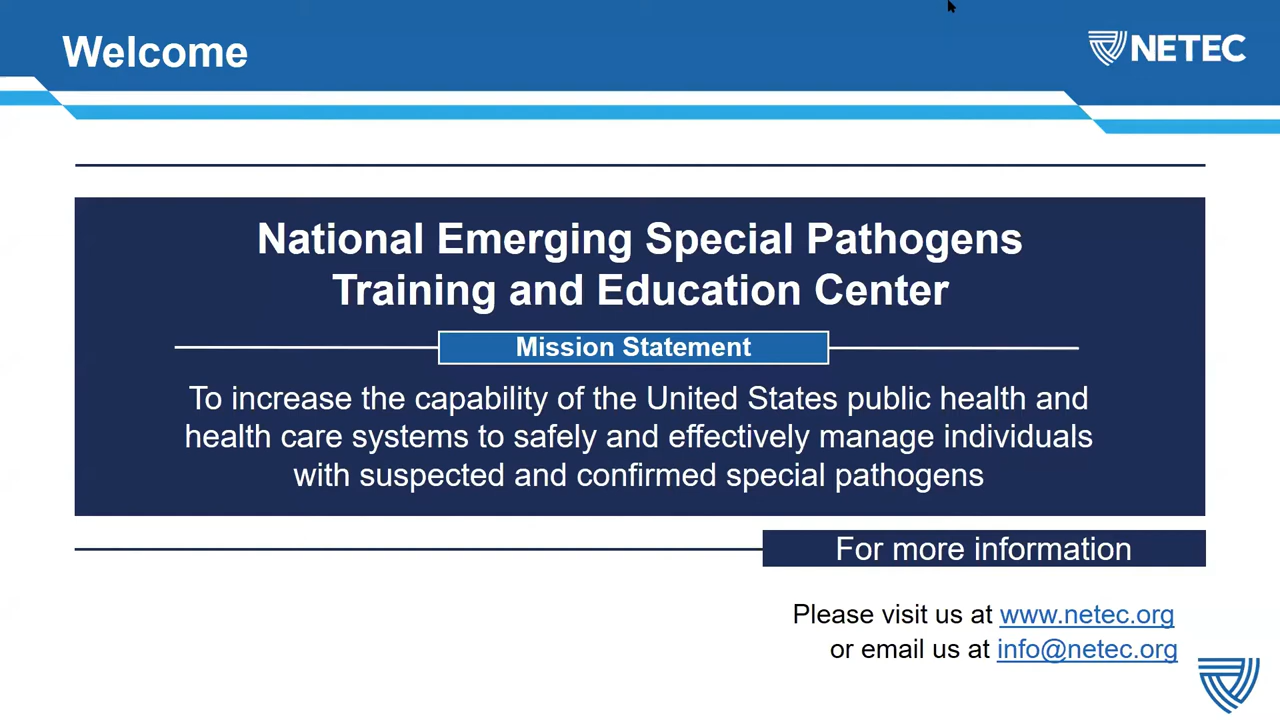 Welcome
NETEC
National Emerging Special Pathogens
Training and Education Center
Mission Statement
To increase the capability of the United States public health and
health care systems to safely and effectively manage individuals
with suspected and confirmed special pathogens
For more information
Please visit us at www.netec.org
or email us at info@netec.org